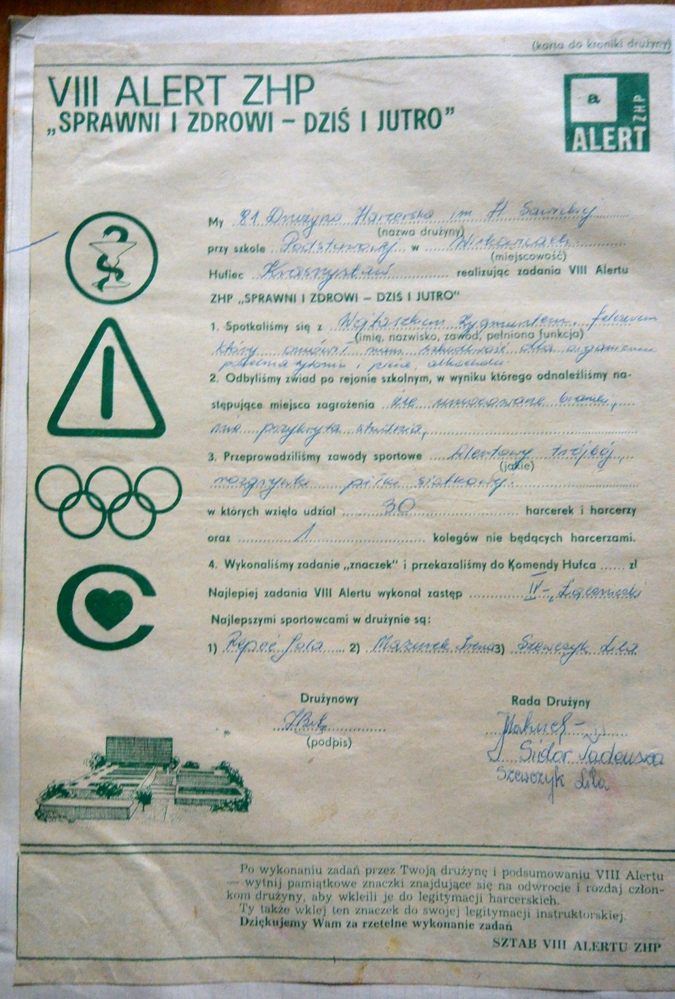 (karta do kroniki drużyny)
VIII ALERT ZHP
„SPRAWNI I ZDROWI – DZIŚ I JUTRO”
a
ZHP
ALERT
My 81 Drużyna Harcerska im H Sawickiej
(nazwa drużyny)
przy szkole Podstawowej w
(miejscowość)
Hufiec Krasnystaw realizując zadania VIII Alertu
ZHP „SPRAWNI I ZDROWI – DZIŚ I JUTRO”
1. Spotkaliśmy się z Wojtaszkiem Zygmuntem, felczerem
(imię, nazwisko, zawód, pełniona funkcja)
który omówił nam szkodliwość dla organizmu
palenia tytoniu i picia alkoholu.
2. Odbyliśmy zwiad po rejonie szkolnym, w wyniku którego odnaleźliśmy na-
stępujące miejsca zagrożenia źle umocowane bramki,
nie przykryta studzia,
3. Przeprowadziliśmy zawody sportowe Alertowy trójbój,
(jakie)
rozgrywki piłki siatkowej.
w których wzięło udział 30 harcerek i harcerzy
oraz 1 kolegów nie będących harcerzami.
4. Wykonaliśmy zadanie „znaczek” i przekazaliśmy do Komendy Hufca ...... zł
Najlepiej zadania VIII Alertu wykonał zastęp IV – „Łączniczki
Najlepszymi sportowcami w drużynie są:
1) Repeć Jola 2) Mazurek Irena 3) Szewczyk Lila
Drużynowy Rada Drużyny
(podpis)
Sidor Tadeusza
Szewczyk Lila
Po wykonaniu zadań przez Twoją drużynę i podsumowaniu VIII Alertu
— wytnij pamiątkowe znaczki znajdujące się na odwrocie i rozdaj człon-
kom drużyny, aby wkleili je do legitymacji harcerskich.
Ty także wklej ten znaczek do swojej legitymacji instruktorskiej.
Dziękujemy Wam za rzetelne wykonanie zadań
SZTAB VIII ALERTU ZHP